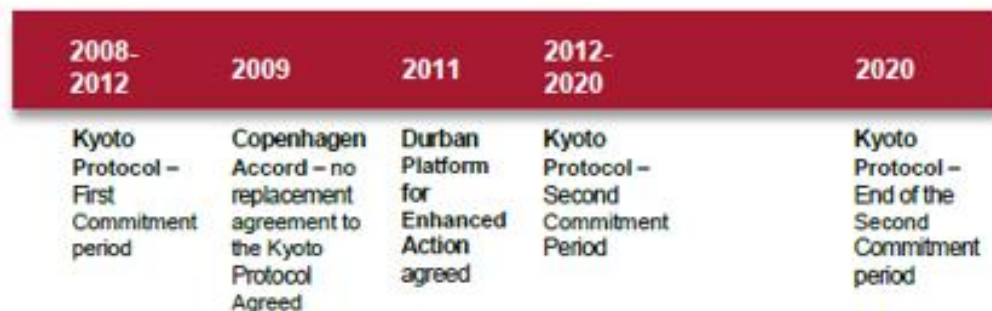 2008-
2012
2009
2011
2012-
2020
2020
Kyoto
Protocol –
First
Commitment
period
Copenhagen
Accord – no
replacement
agreement to
the Kyoto
Protocol
Agreed
Durban
Platform
for
Enhanced
Action
agreed
Kyoto
Protocol –
Second
Commitment
Period
Kyoto
Protocol –
End of the
Second
Commitment
period